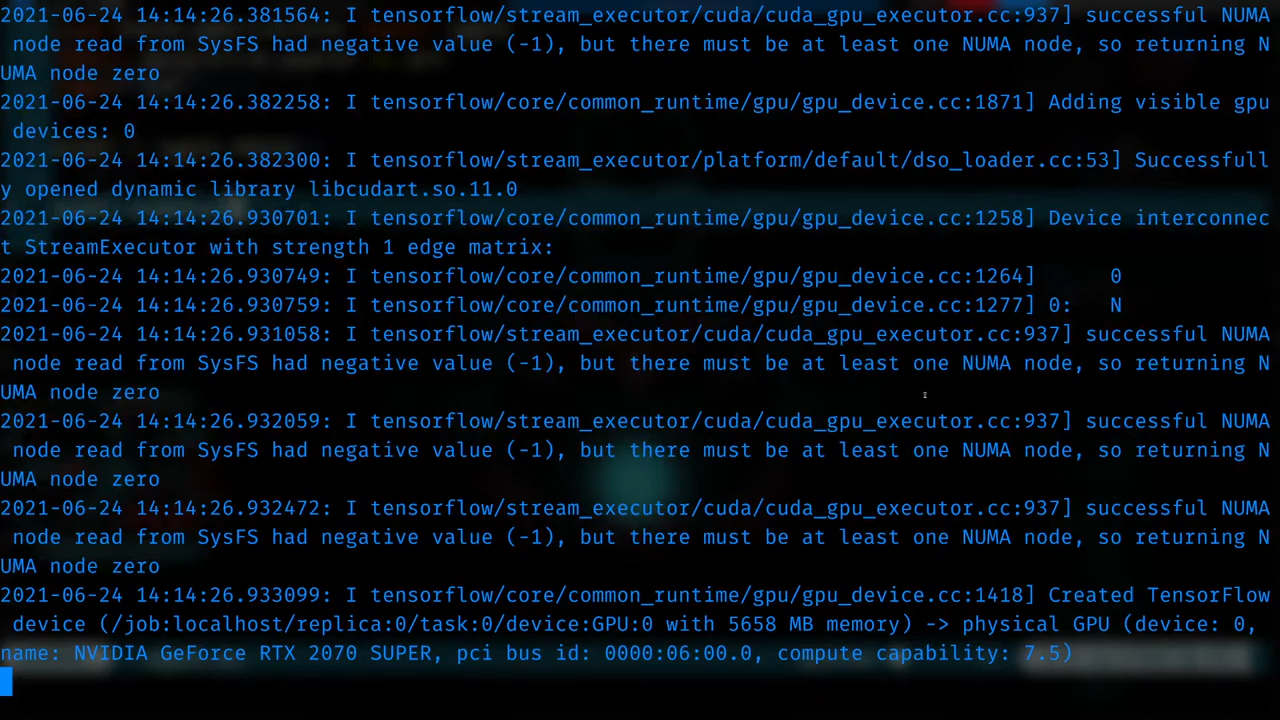 2021-06-24 14:14:26.381564: I tensorflow/stream_executor/cuda/cuda_gpu_executor.cc:937] successful NUMA
 node read from SysFS had negative value (-1), but there must be at least one NUMA node, so returning N
UMA node zero
2021-06-24 14:14:26.382258: I tensorflow/core/common_runtime/gpu/gpu_device.cc:1871] Adding visible gpu
 devices: 0
2021-06-24 14:14:26.382300: I tensorflow/stream_executor/platform/default/dso_loader.cc:53] Successfull
y opened dynamic library libcudart.so.11.0
2021-06-24 14:14:26.930701: I tensorflow/core/common_runtime/gpu/gpu_device.cc:1258] Device interconnec
t StreamExecutor with strength 1 edge matrix:
2021-06-24 14:14:26.930749: I tensorflow/core/common_runtime/gpu/gpu_device.cc:1264]      0
2021-06-24 14:14:26.930759: I tensorflow/core/common_runtime/gpu/gpu_device.cc:1277] 0:   N
2021-06-24 14:14:26.931058: I tensorflow/stream_executor/cuda/cuda_gpu_executor.cc:937] successful NUMA
 node read from SysFS had negative value (-1), but there must be at least one NUMA node, so returning N
UMA node zero
2021-06-24 14:14:26.932059: I tensorflow/stream_executor/cuda/cuda_gpu_executor.cc:937] successful NUMA
 node read from SysFS had negative value (-1), but there must be at least one NUMA node, so returning N
UMA node zero
2021-06-24 14:14:26.932472: I tensorflow/stream_executor/cuda/cuda_gpu_executor.cc:937] successful NUMA
 node read from SysFS had negative value (-1), but there must be at least one NUMA node, so returning N
UMA node zero
2021-06-24 14:14:26.933099: I tensorflow/core/common_runtime/gpu/gpu_device.cc:1418] Created TensorFlow
 device (/job:localhost/replica:0/task:0/device:GPU:0 with 5658 MB memory) -> physical GPU (device: 0,
name: NVIDIA GeForce RTX 2070 SUPER, pci bus id: 0000:06:00.0, compute capability: 7.5)